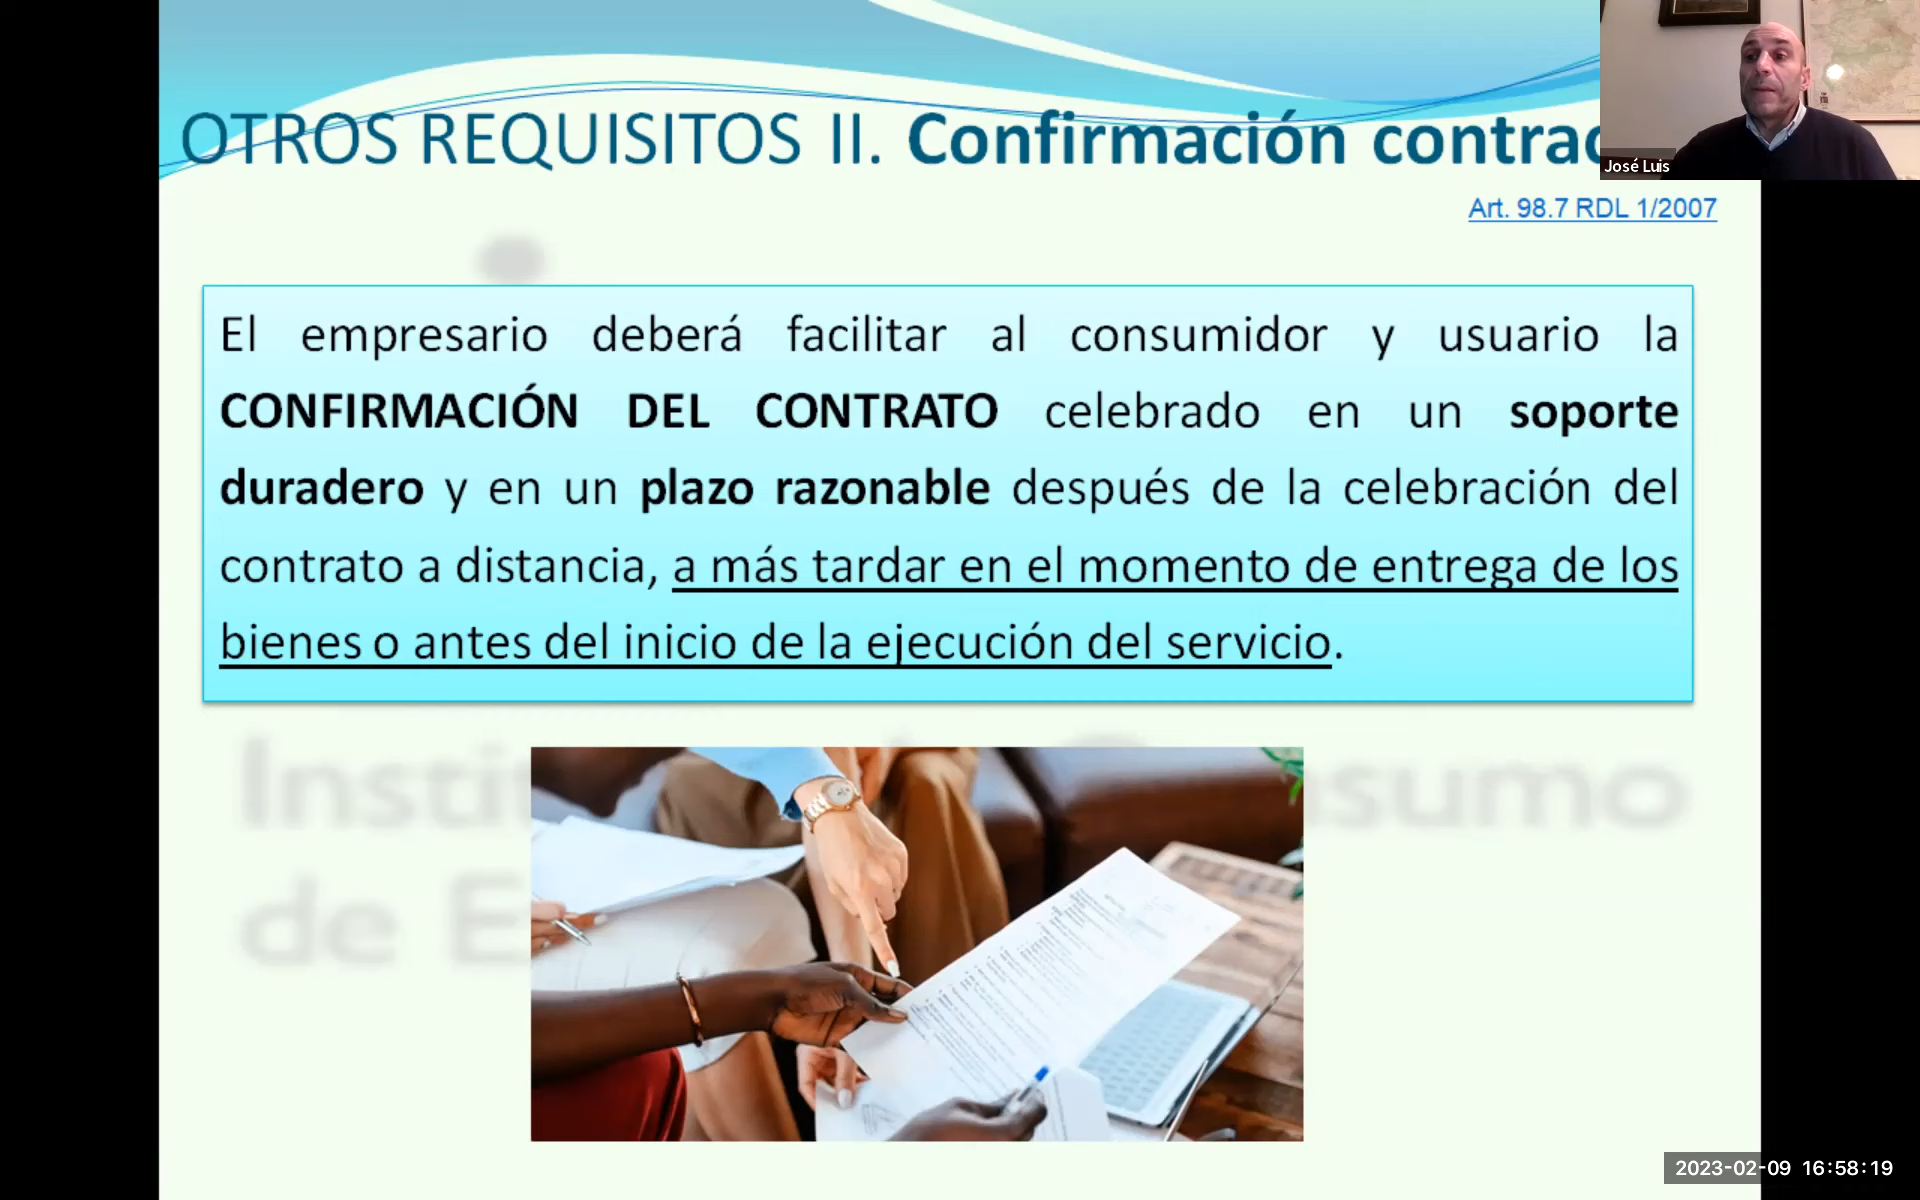 OTROS REQUISITOS II. Confirmación contrac
José Luis
Art. 98.7 RDL 1/2007
El empresario deberá facilitar al consumidor y usuario la
CONFIRMACIÓN DEL CONTRATO celebrado en un soporte
duradero y en un plazo razonable después de la celebración del
contrato a distancia, a más tardar en el momento de entrega de los
bienes o antes del inicio de la ejecución del servicio.
de E
2023-02-09 16:58:19